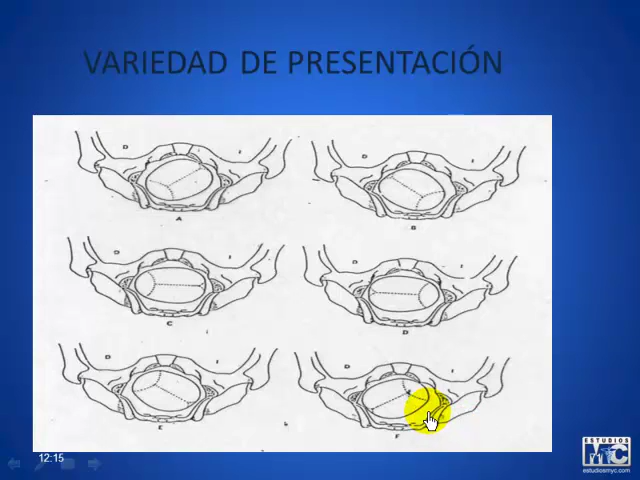 VARIEDAD DE PRESENTACIÓN
D I
D I
A
B
D I
D I
C
D
D I
D I
E
F
12:15
ESTUDIOS
MC
estudiosmyc.com